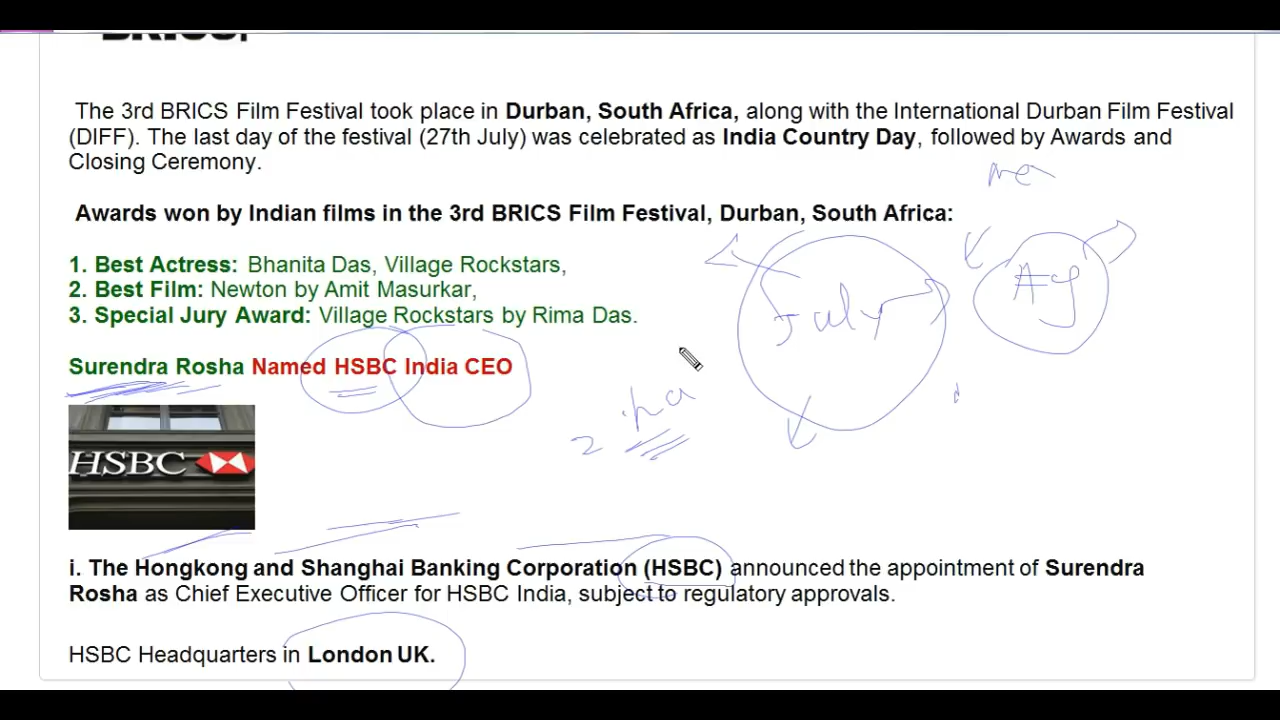 The 3rd BRICS Film Festival took place in Durban, South Africa, along with the International Durban Film Festival
(DIFF). The last day of the festival (27th July) was celebrated as India Country Day, followed by Awards and
Closing Ceremony.
Awards won by Indian films in the 3rd BRICS Film Festival, Durban, South Africa:
1. Best Actress: Bhanita Das, Village Rockstars,
2. Best Film: Newton by Amit Masurkar,
3. Special Jury Award: Village Rockstars by Rima Das.
July
Surendra Rosha Named HSBC India CEO
2
HSBC
i. The Hongkong and Shanghai Banking Corporation (HSBC) announced the appointment of Surendra
Rosha as Chief Executive Officer for HSBC India, subject to regulatory approvals.
HSBC Headquarters in London UK.